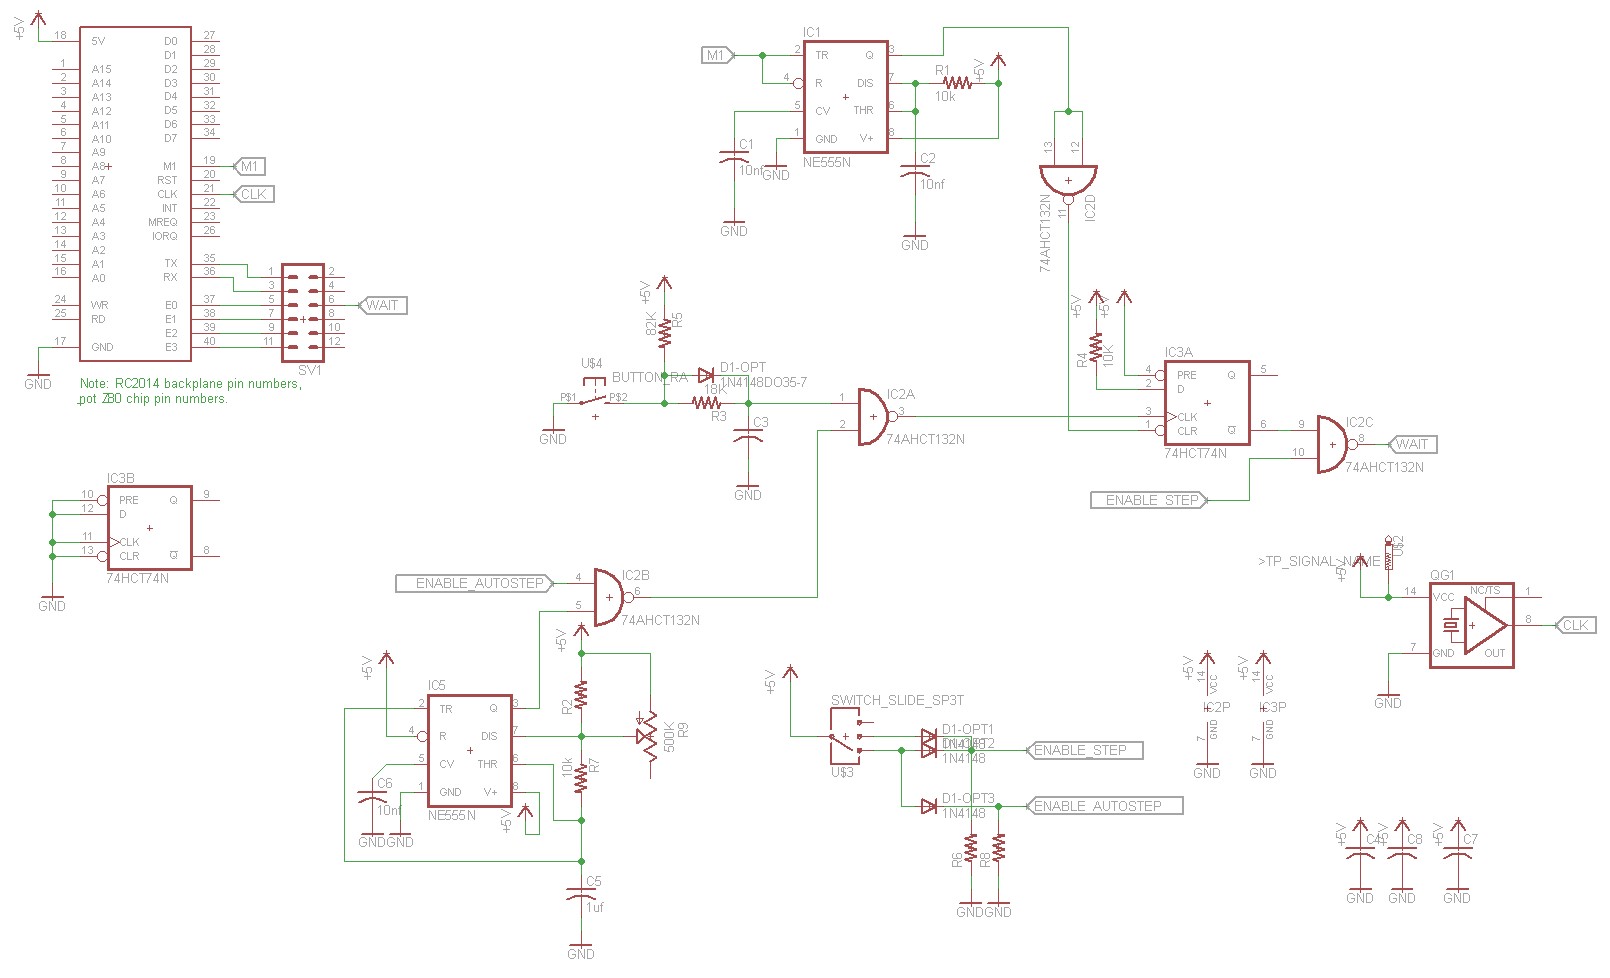 +5V
18 5V D0 27
D1 28
1 A15 D2 29
2 A14 D3 30
3 A13 D4 31
4 A12 D5 32
5 A11 D6 33
6 A10 D7 34
7 A9
8 A8 M1 19 M1
9 A7 RST 20
10 A6 CLK 21 CLK
11 A5 INT 22
12 A4 MREQ 23
13 A3 IORQ 26
14 A2
15 A1 TX 35
16 A0 RX 36
24 WR E0 37
25 RD E1 38
E2 39
17 GND E3 40
GND
1 2
3 4
5 6 WAIT
7 8
9 10
11 12
SV1
Note: RC2014 backplane pin numbers,
pot Z80 chip pin numbers.
IC1
M1 2 TR Q 3
4 R DIS 7
5 CV THR 6
1 GND V+ 8
NE555N
R1
10k
+5V
C1
10nf
GND
GND
C2
10nf
GND
13 12
11
74AHCT132N
IC2D
+5V
82K
R5
U$4
BUTTON_RA
P$1 P$2
GND
D1-OPT
1N4148DO35-7
18K
R3
C3
GND
IC2A
1
2
3
74AHCT132N
+5V
+5V
R4
10K
IC3A
4 PRE Q 5
2 D
3 CLK
1 CLR Q 6
74HCT74N
IC2C
9
10
8
74AHCT132N
WAIT
ENABLE_STEP
IC3B
10 PRE Q 9
12 D
11 CLK
13 CLR Q 8
74HCT74N
GND
ENABLE_AUTOSTEP
4
5
IC2B
6
74AHCT132N
+5V
+5V
IC5
2 TR Q 3
4 R DIS 7
5 CV THR 6
1 GND V+ 8
NE555N
+5V
C6
10nf
GND
GND
R2
R9
500K
10k
R7
C5
1uf
GND
+5V
SWITCH_SLIDE_SP3T
U$3
D1-OPT1
1N4148
1N4148
ENABLE_STEP
D1-OPT3
1N4148
ENABLE_AUTOSTEP
R6
R8
GND
GND
+5V
14
VCC
IC2P
GND
7
GND
+5V
14
VCC
IC3P
GND
7
GND
>TP_SIGNAL_NAME
U$2
+5V
QG1
14 VCC NC/TS 1
8 CLK
7 GND OUT
GND
+5V
C4
GND
+5V
C8
GND
+5V
C7
GND